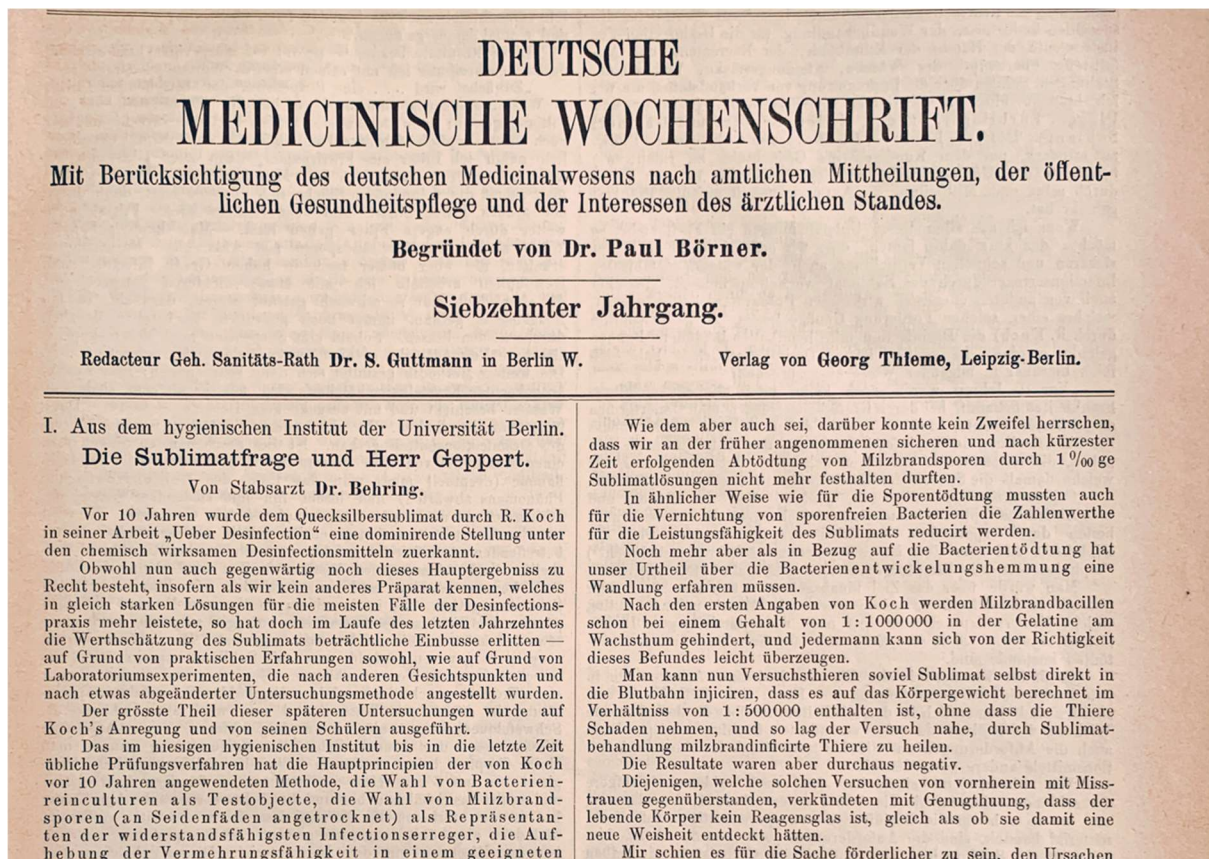 DEUTSCHE
MEDICINISCHE WOCHENSCHRIFT.
Mit Berücksichtigung des deutschen Medicinalwesens nach amtlichen Mittheilungen, der öffent-
lichen Gesundheitspflege und der Interessen des ärztlichen Standes.
Begründet von Dr. Paul Börner.
Siebzehnter Jahrgang.
Redacteur Geh. Sanitäts-Rath Dr. S. Guttmann in Berlin W.
Verlag von Georg Thieme, Leipzig-Berlin.
I. Aus dem hygienischen Institut der Universität Berlin.
Die Sublimatfrage und Herr Geppert.
Von Stabsarzt Dr. Behring.
Vor 10 Jahren wurde dem Quecksilbersublimat durch R. Koch
in seiner Arbeit „Ueber Desinfection“ eine dominirende Stellung unter
den chemisch wirksamen Desinfectionsmitteln zuerkannt.
Obwohl nun auch gegenwärtig noch dieses Hauptergebniss zu
Recht besteht, insofern als wir kein anderes Präparat kennen, welches
in gleich starken Lösungen für die meisten Fälle der Desinfections-
praxis mehr leistete, so hat doch im Laufe des letzten Jahrzehntes
die Werthschätzung des Sublimats beträchtliche Einbusse erlitten —
auf Grund von praktischen Erfahrungen sowohl, wie auf Grund von
Laboratoriumsexperimenten, die nach anderen Gesichtspunkten und
nach etwas abgeänderter Untersuchungsmethode angestellt wurden.
Der grösste Theil dieser späteren Untersuchungen wurde auf
Koch's Anregung und von seinen Schülern ausgeführt.
Das im hiesigen hygienischen Institut bis in die letzte Zeit
übliche Prüfungsverfahren hat die Hauptprincipien der von Koch
vor 10 Jahren angewendeten Methode, die Wahl von Bacterien-
reinculturen als Testobjecte, die Wahl von Milzbrand-
sporen (an Seidenfäden angetrocknet) als Repräsentan-
ten der widerstandsfähigsten Infectionserreger, die Auf-
hebung der Vermehrungsfähigkeit in einem geeigneten
Wie dem aber auch sei, darüber konnte kein Zweifel herrschen,
dass wir an der früher angenommenen sicheren und nach kürzester
Zeit erfolgenden Abtödtung von Milzbrandsporen durch 1 ‰ ge
Sublimatlösungen nicht mehr festhalten durften.
In ähnlicher Weise wie für die Sporentödtung mussten auch
für die Vernichtung von sporenfreien Bacterien die Zahlenwerthe
für die Leistungsfähigkeit des Sublimats reducirt werden.
Noch mehr aber als in Bezug auf die Bacterientödtung hat
unser Urtheil über die Bacterienentwickelungshemmung eine
Wandlung erfahren müssen.
Nach den ersten Angaben von Koch werden Milzbrandbacillen
schon bei einem Gehalt von 1:1000000 in der Gelatine am
Wachsthum gehindert, und jedermann kann sich von der Richtigkeit
dieses Befundes leicht überzeugen.
Man kann nun Versuchsthieren soviel Sublimat selbst direkt in
die Blutbahn injiciren, dass es auf das Körpergewicht berechnet im
Verhältniss von 1:500000 enthalten ist, ohne dass die Thiere
Schaden nehmen, und so lag der Versuch nahe, durch Sublimat-
behandlung milzbrandinficirte Thiere zu heilen.
Die Resultate waren aber durchaus negativ.
Diejenigen, welche solchen Versuchen von vornherein mit Miss-
trauen gegenüberstanden, verkündeten mit Genugthuung, dass der
lebende Körper kein Reagensglas ist, gleich als ob sie damit eine
neue Weisheit entdeckt hätten.
Mir schien es für die Sache förderlicher zu sein, den Ursachen